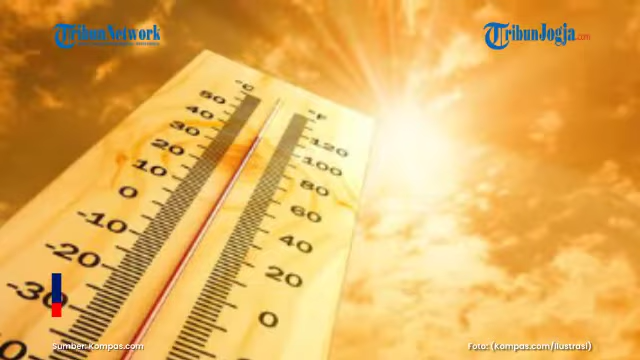 TribunNetwork
TribunJogja.com
°C
°F
50
40
30
20
10
0
-10
-20
-30
120
100
80
60
40
20
0
Sumber: Kompas.com
Foto: (Kompas.com/ilustrasi)